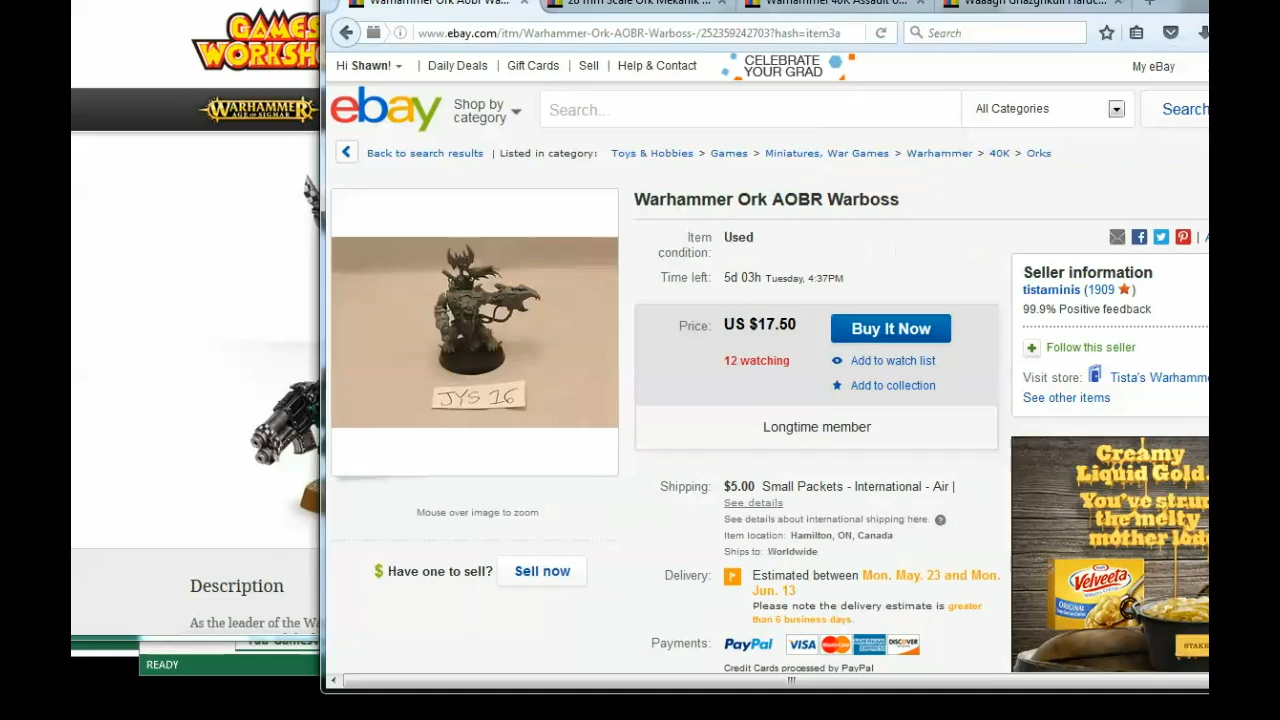 Warhammer Ork AOBR Wa...
28 mm Scale Ork Mekanik ...
GAMES
WORKSH
www.ebay.com/itm/Warhammer-Ork-AOBR-Warboss-/252359242703?hash=item3a
Search
Hi Shawn!
Daily Deals
Gift Cards
Sell
Help & Contact
CELEBRATE
YOUR GRAD
My eBay
WARHAMMER
AGE OF SIGMAR
ebay
Shop by
category
Search...
All Categories
Search
Back to search results | Listed in category: Toys & Hobbies > Games > Miniatures, War Games > Warhammer > 40K > Orks
Warhammer Ork AOBR Warboss
Item
condition:
Used
Time left:
5d 03h Tuesday, 4:37PM
Price:
US $17.50
Buy It Now
12 watching
Add to watch list
Add to collection
Longtime member
JYS 26
Mouse over image to zoom
$ Have one to sell?
Sell now
Shipping:
$5.00 Small Packets - International - Air |
See details
See details about international shipping here.
Item location: Hamilton, ON, Canada
Ships to: Worldwide
Delivery:
Estimated between Mon. May. 23 and Mon.
Jun. 13
Please note the delivery estimate is greater
than 6 business days.
Payments:
PayPal VISA MasterCard AMERICAN EXPRESS DISCOVER
Credit Cards processed by PayPal
Seller information
tistaminis (1909 )
99.9% Positive feedback
Follow this seller
Visit store:
Tista's Warhamm
See other items
Creamy
Liquid Gold.
You've stru
the melty
mother lod
Velveeta
ORIGINAL
Description
As the leader of the Wa
READY